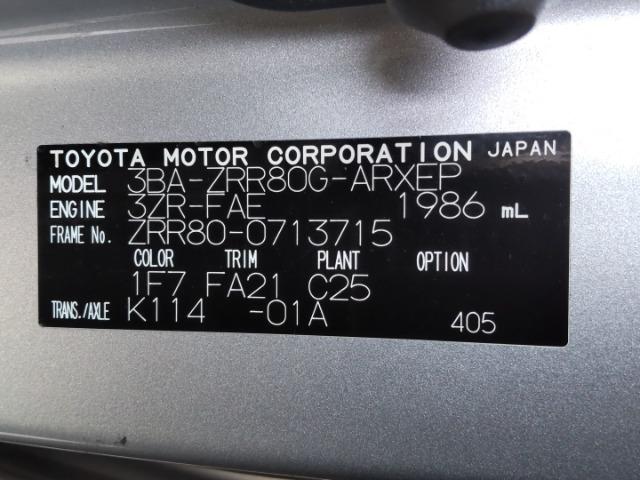 TOYOTA MOTOR CORPORATION JAPAN
MODEL 3BA-ZRR80G-ARXEP
ENGINE 3ZR-FAE 1986 mL
FRAME No. ZRR80-0713715
COLOR TRIM PLANT OPTION
1F7 FA21 C25
TRANS./AXLE K114 -01A
405